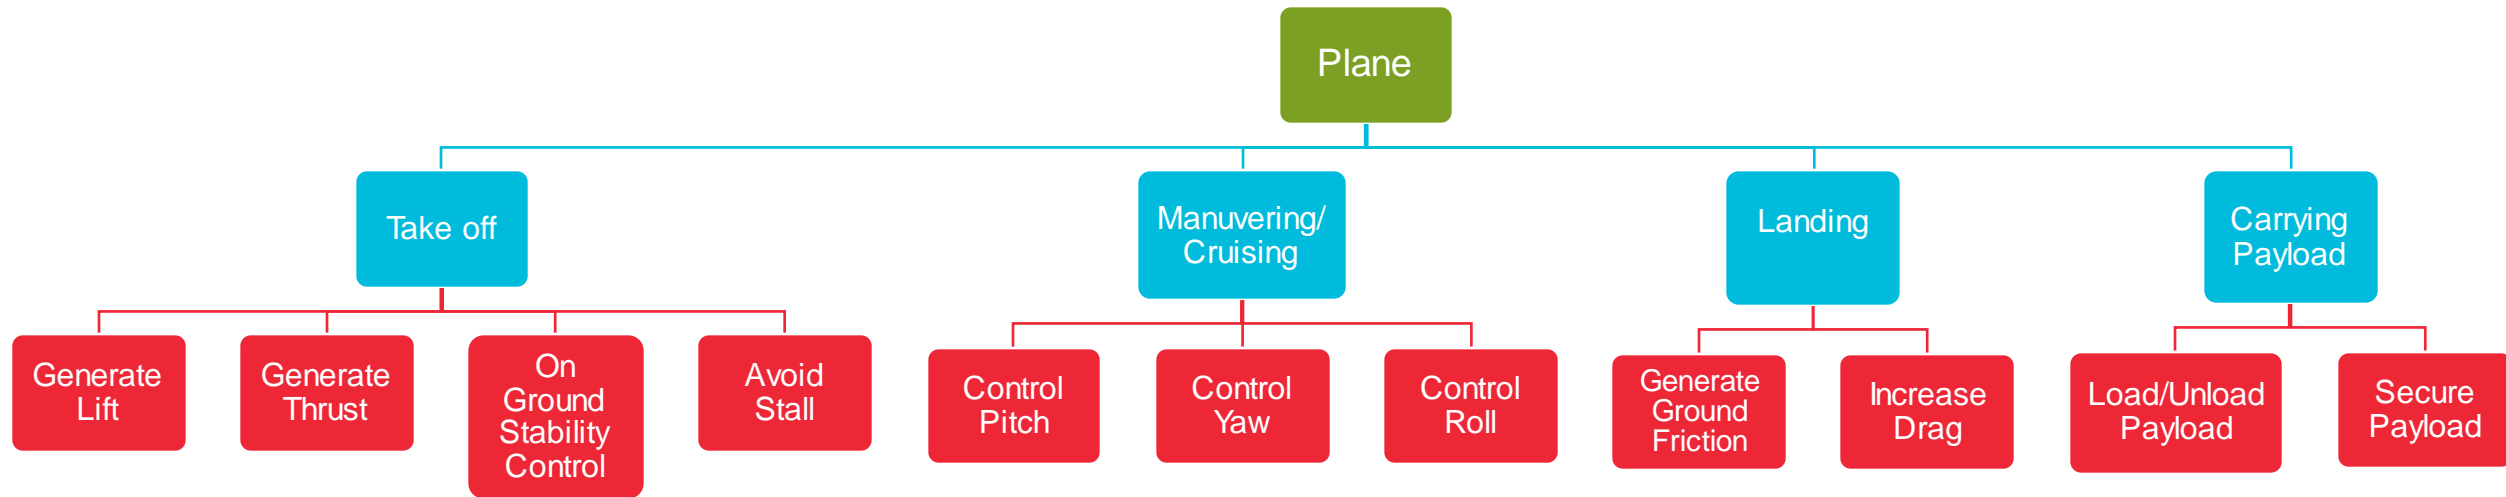 Plane
Take off
Manuvering/
Cruising
Landing
Carrying
Payload
Generate
Lift
Generate
Thrust
On
Ground
Stability
Control
Avoid
Stall
Control
Pitch
Control
Yaw
Control
Roll
Generate
Ground
Friction
Increase
Drag
Load/Unload
Payload
Secure
Payload